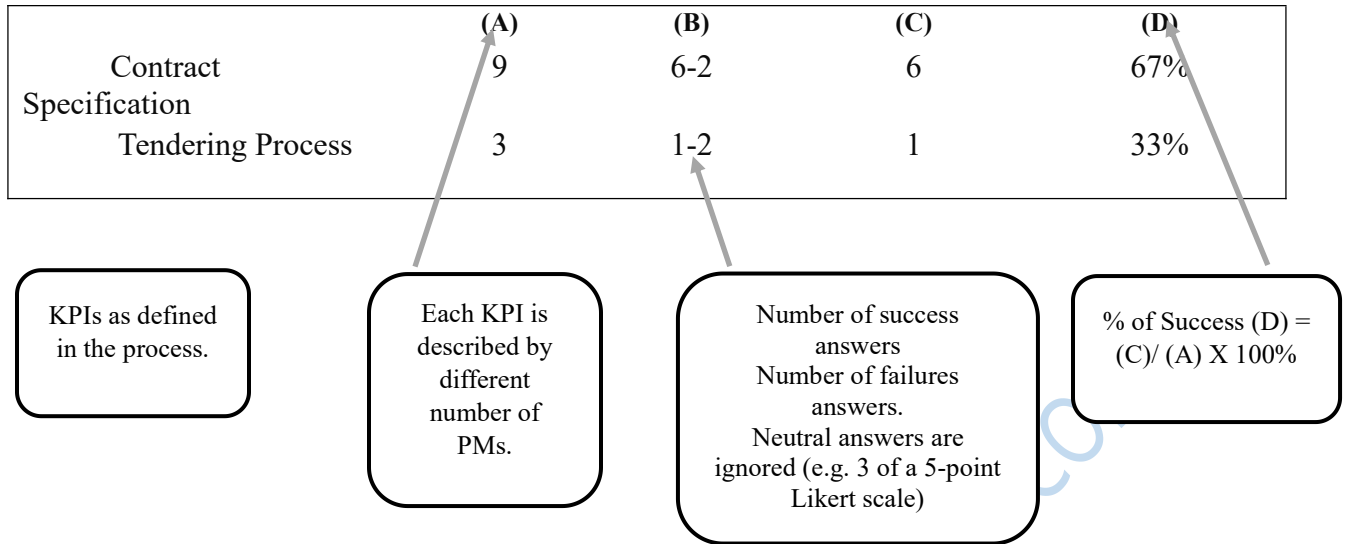 (A) (B) (C) (D)
Contract 9 6-2 6 67%
Specification
Tendering Process 3 1-2 1 33%
KPIs as defined
in the process.
Each KPI is
described by
different
number of
PMs.
Number of success
answers
Number of failures
answers.
Neutral answers are
ignored (e.g. 3 of a 5-point
Likert scale)
% of Success (D) =
(C)/ (A) X 100%